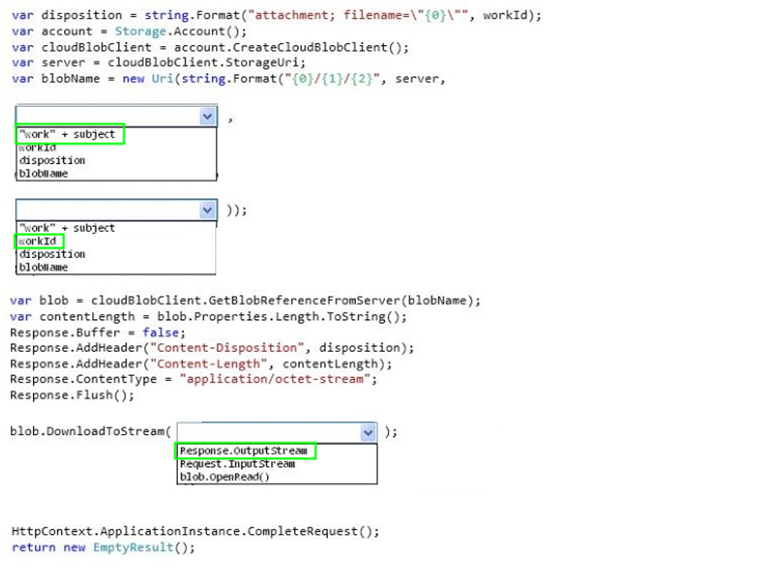 var disposition = string.Format("attachment; filename=\"{0}\"", workId);
var account = Storage.Account();
var cloudBlobClient = account.CreateCloudBlobClient();
var server = cloudBlobClient.StorageUri;
var blobName = new Uri(string.Format("{0}/{1}/{2}", server,
,
"work" + subject
workId
disposition
blobName
));
"work" + subject
workId
disposition
blobName
var blob = cloudBlobClient.GetBlobReferenceFromServer(blobName);
var contentLength = blob.Properties.Length.ToString();
Response.Buffer = false;
Response.AddHeader("Content-Disposition", disposition);
Response.AddHeader("Content-Length", contentLength);
Response.ContentType = "application/octet-stream";
Response.Flush();
blob.DownloadToStream( );
Response.OutputStream
Request.InputStream
blob.OpenRead()
HttpContext.ApplicationInstance.CompleteRequest();
return new EmptyResult();